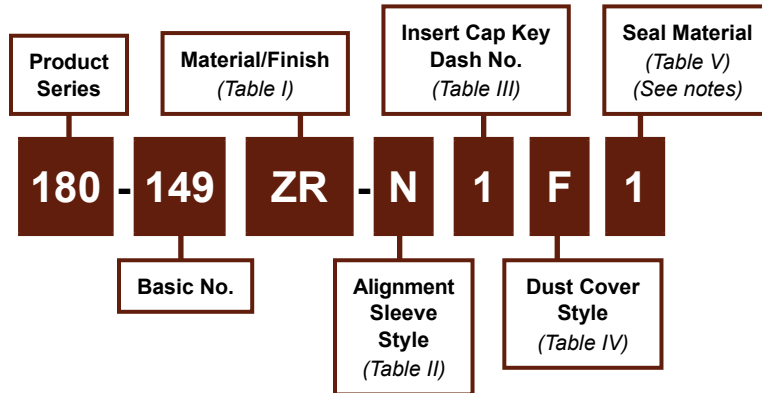 Product
Series
Material/Finish
(Table I)
Insert Cap Key
Dash No.
(Table III)
Seal Material
(Table V)
(See notes)
180 - 149 ZR - N 1 F 1
Basic No.
Alignment
Sleeve
Style
(Table II)
Dust Cover
Style
(Table IV)